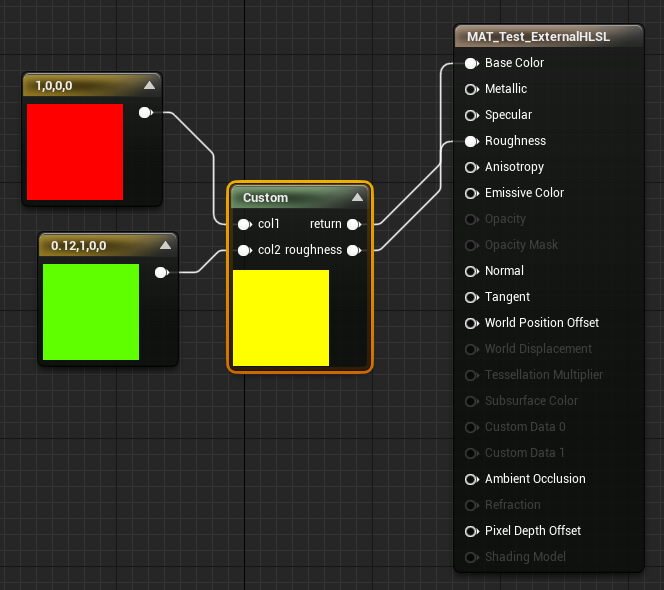 MAT_Test_ExternalHLSL
Base Color
Metallic
Specular
Roughness
Anisotropy
Emissive Color
Opacity
Opacity Mask
Normal
Tangent
World Position Offset
World Displacement
Tessellation Multiplier
Subsurface Color
Custom Data 0
Custom Data 1
Ambient Occlusion
Refraction
Pixel Depth Offset
Shading Model
1,0,0,0
0.12,1,0,0
Custom
col1 return
col2 roughness